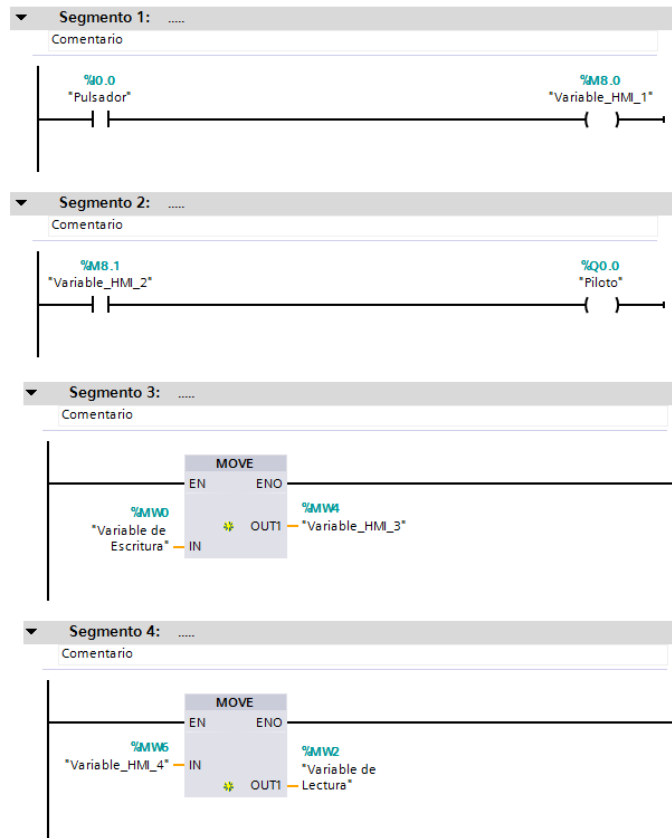 Segmento 1: .....
Comentario
%I0.0
"Pulsador"
%M8.0
"Variable_HMI_1"
Segmento 2: .....
Comentario
%M8.1
"Variable_HMI_2"
%Q0.0
"Piloto"
Segmento 3: .....
Comentario
MOVE
EN ENO
%MW0
"Variable de
Escritura"
IN
OUT1
%MW4
"Variable_HMI_3"
Segmento 4: .....
Comentario
MOVE
EN ENO
%MW6
"Variable_HMI_4"
IN
OUT1
%MW2
"Variable de
Lectura"